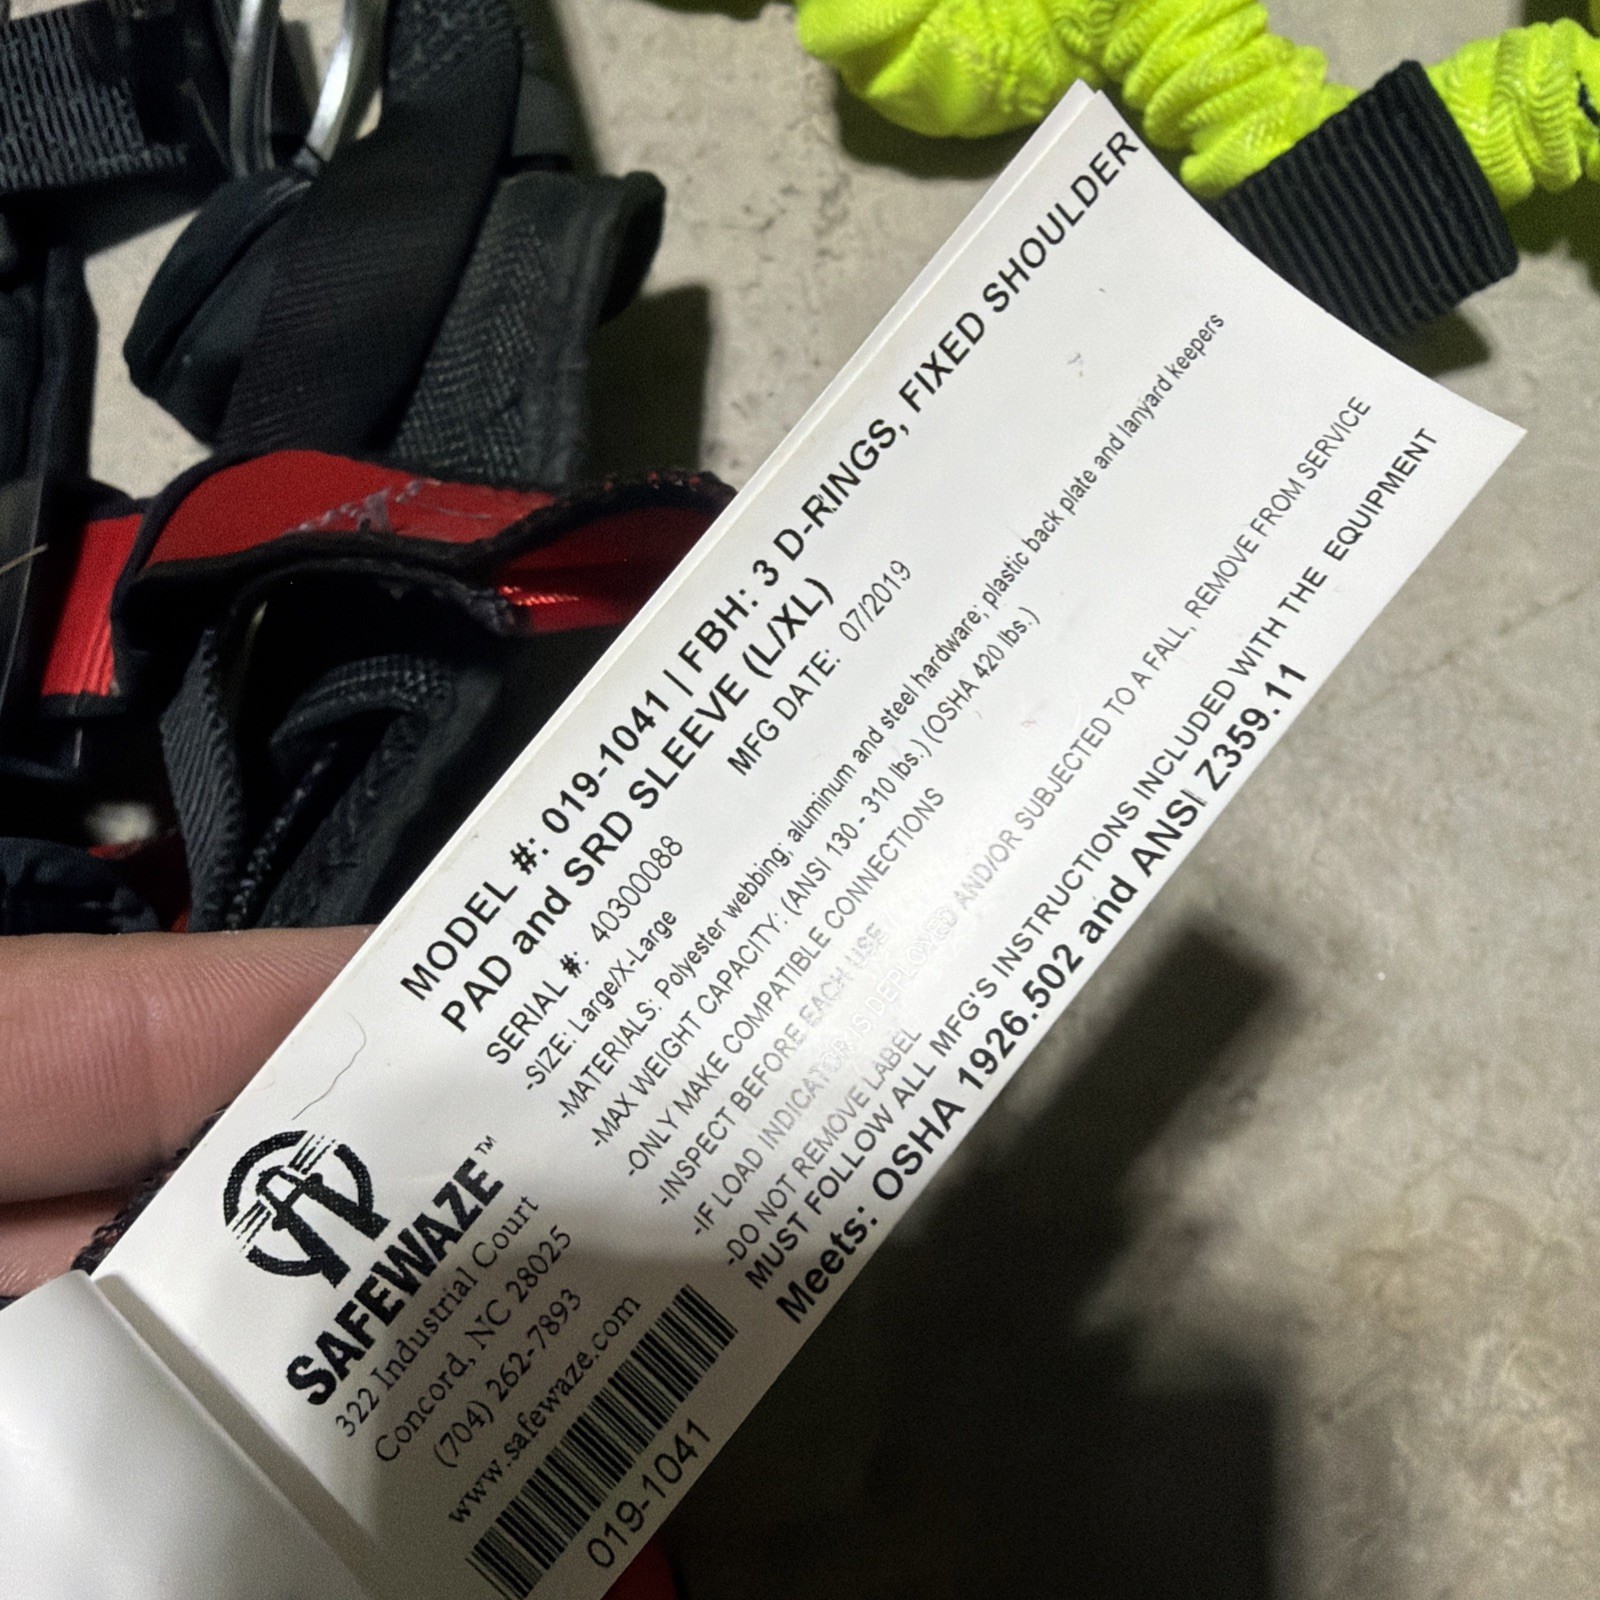 MODEL #: 019-1041 | FBH: 3 D-RINGS, FIXED SHOULDER
PAD and SRD SLEEVE (L/XL)
SERIAL #: 40300088 MFG DATE: 07/2019
-SIZE: Large/X-Large
-MATERIALS: Polyester webbing; aluminum and steel hardware; plastic back plate and lanyard keepers
-MAX WEIGHT CAPACITY: (ANSI 130 - 310 lbs.) (OSHA 420 lbs.)
-ONLY MAKE COMPATIBLE CONNECTIONS
-INSPECT BEFORE EACH USE
-IF LOAD INDICATOR IS DEPLOYED AND/OR SUBJECTED TO A FALL, REMOVE FROM SERVICE
-DO NOT REMOVE LABEL
MUST FOLLOW ALL MFG'S INSTRUCTIONS INCLUDED WITH THE EQUIPMENT
Meets: OSHA 1926.502 and ANSI Z359.11
SAFEWAZE™
322 Industrial Court
Concord, NC 28025
(704) 262-7893
www.safewaze.com
019-1041